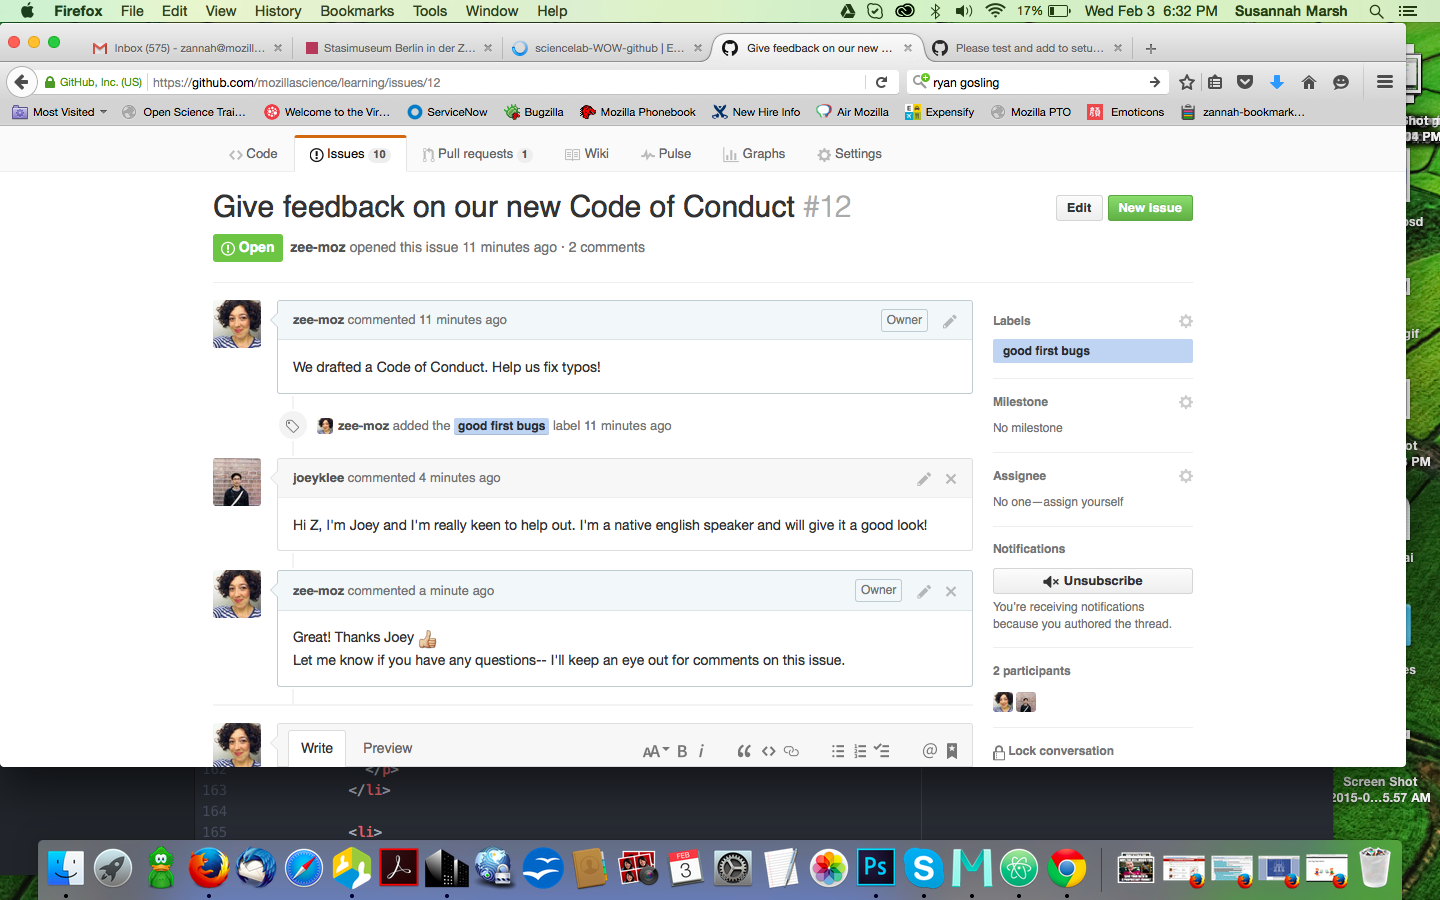 Firefox File Edit View History Bookmarks Tools Window Help 17% Wed Feb 3 6:32 PM Susannah Marsh
Inbox (575) - zannah@mozill... Stasimuseum Berlin in der Z... sciencelab-WOW-github | E... Give feedback on our new ... Please test and add to setu...
GitHub, Inc. (US) https://github.com/mozillascience/learning/issues/12 ryan gosling
Most Visited Open Science Trai... Welcome to the Vir... ServiceNow Bugzilla Mozilla Phonebook New Hire Info Air Mozilla Expensify Mozilla PTO Emoticons zannah-bookmark...
Code Issues 10 Pull requests 1 Wiki Pulse Graphs Settings
Give feedback on our new Code of Conduct #12
Edit New issue
Open zee-moz opened this issue 11 minutes ago · 2 comments
zee-moz commented 11 minutes ago Owner
We drafted a Code of Conduct. Help us fix typos!
zee-moz added the good first bugs label 11 minutes ago
joeyklee commented 4 minutes ago
Hi Z, I'm Joey and I'm really keen to help out. I'm a native english speaker and will give it a good look!
zee-moz commented a minute ago Owner
Great! Thanks Joey
Let me know if you have any questions-- I'll keep an eye out for comments on this issue.
Write Preview AA B i @
Labels
good first bugs
Milestone
No milestone
Assignee
No one—assign yourself
Notifications
Unsubscribe
You're receiving notifications
because you authored the thread.
2 participants
Lock conversation
162 </p>
163 </li>
164
165 <li>
Screen Shot
2015-0...5.57 AM
FEB
3
Ps